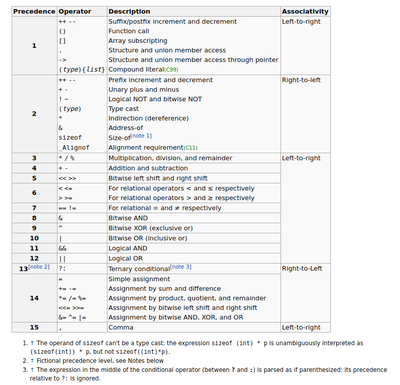 Precedence Operator Description Associativity
1
++ -- Suffix/postfix increment and decrement Left-to-right
() Function call
[] Array subscripting
. Structure and union member access
-> Structure and union member access through pointer
(type){list} Compound literal(C99)
2
++ -- Prefix increment and decrement Right-to-left
+ - Unary plus and minus
! ~ Logical NOT and bitwise NOT
(type) Type cast
* Indirection (dereference)
& Address-of
sizeof Size-of[note 1]
_Alignof Alignment requirement(C11)
3 * / % Multiplication, division, and remainder Left-to-right
4 + - Addition and subtraction
5 << >> Bitwise left shift and right shift
6
< <= For relational operators < and ≤ respectively
> >= For relational operators > and ≥ respectively
7 == != For relational = and ≠ respectively
8 & Bitwise AND
9 ^ Bitwise XOR (exclusive or)
10 | Bitwise OR (inclusive or)
11 && Logical AND
12 || Logical OR
13[note 2] ?: Ternary conditional[note 3] Right-to-Left
14
= Simple assignment
+= -= Assignment by sum and difference
*= /= %= Assignment by product, quotient, and remainder
<<= >>= Assignment by bitwise left shift and right shift
&= ^= |= Assignment by bitwise AND, XOR, and OR
15 , Comma Left-to-right
1. ↑ The operand of sizeof can't be a type cast: the expression sizeof (int) * p is unambiguously interpreted as
(sizeof(int)) * p, but not sizeof((int)*p).
2. ↑ Fictional precedence level, see Notes below
3. ↑ The expression in the middle of the conditional operator (between ? and :) is parsed as if parenthesized: its precedence
relative to ?: is ignored.